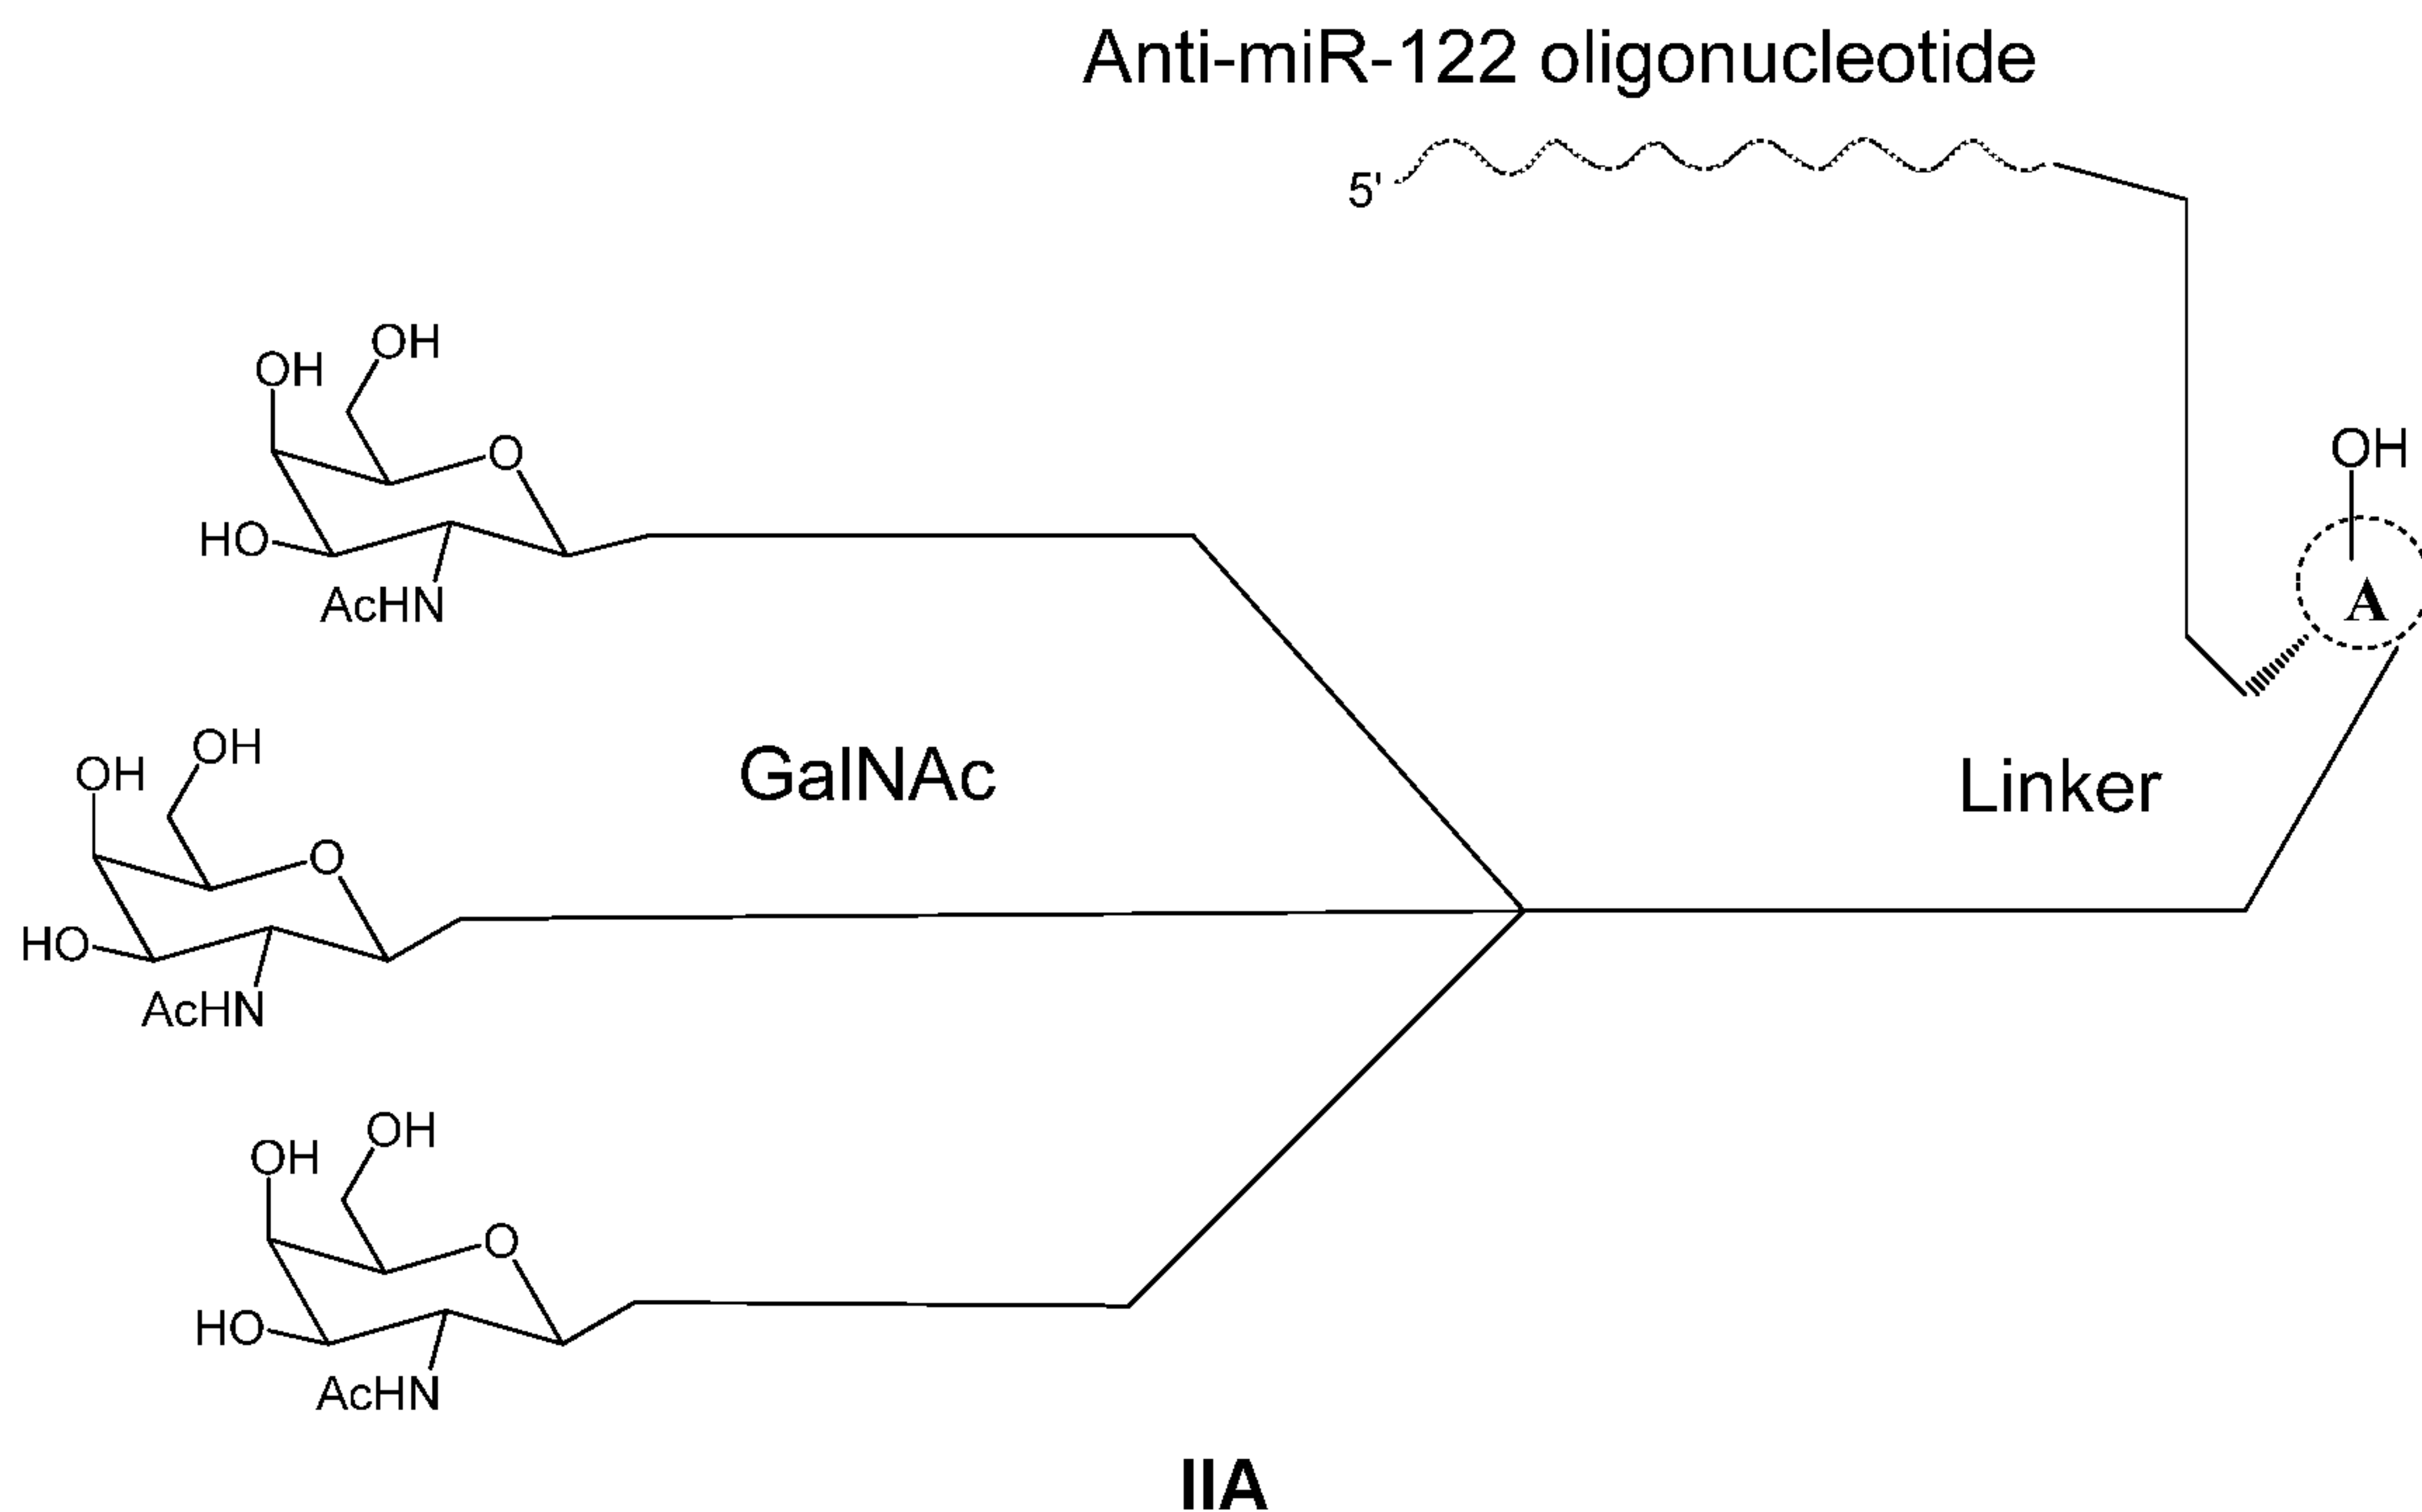 Anti-miR-122 oligonucleotide
5'
OH
OH
O
HO
AcHN
OH
A
GalNAc
Linker
OH
OH
O
HO
AcHN
OH
OH
O
HO
AcHN
IIA